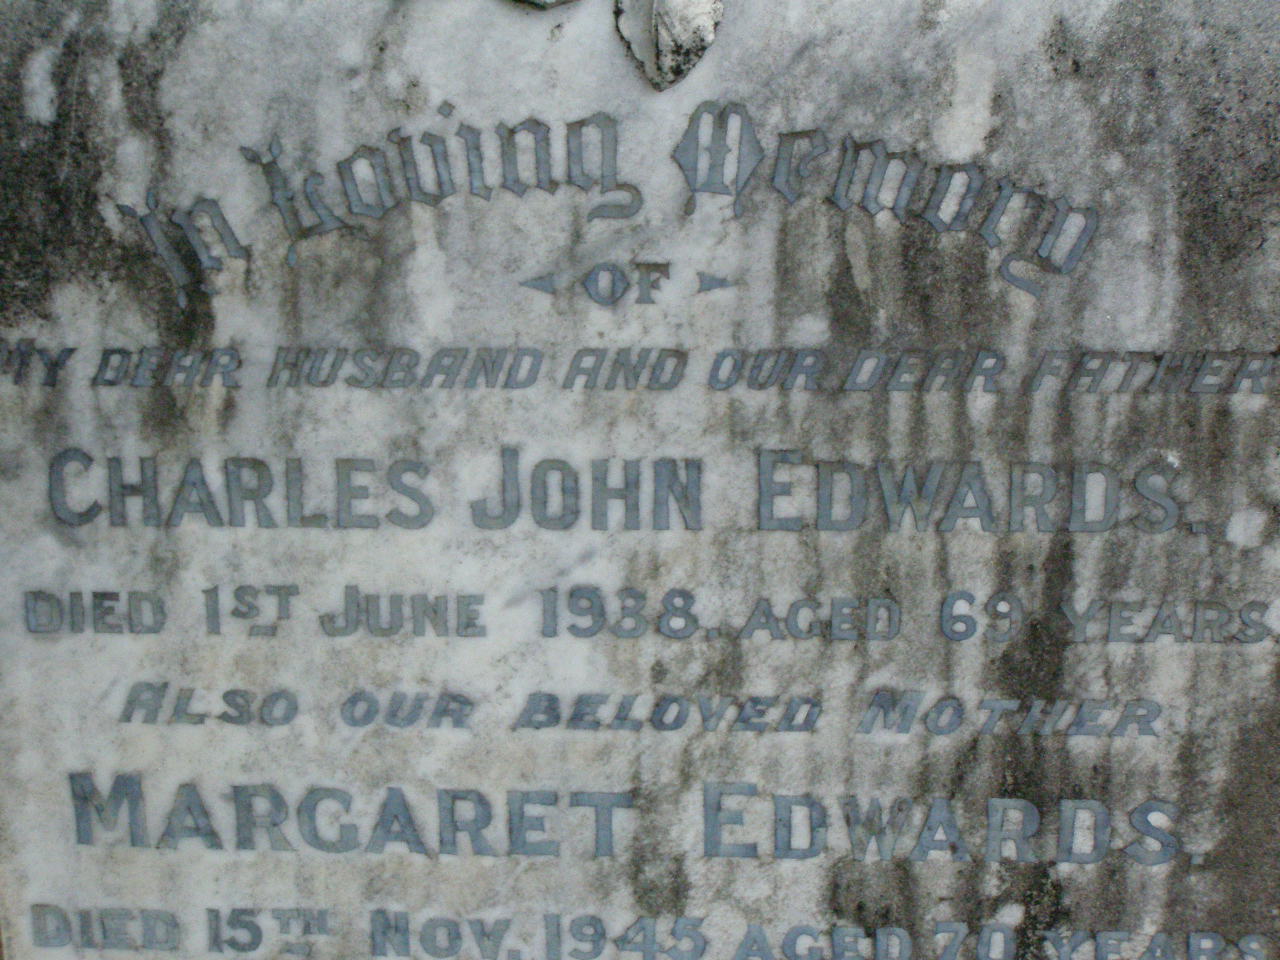 In Loving Memory
OF
MY DEAR HUSBAND AND OUR DEAR FATHER
CHARLES JOHN EDWARDS.
DIED 1ST JUNE 1938. AGED 69 YEARS
ALSO OUR BELOVED MOTHER
MARGARET EDWARDS.
DIED 15TH NOV. 1945 AGED 70 YEARS